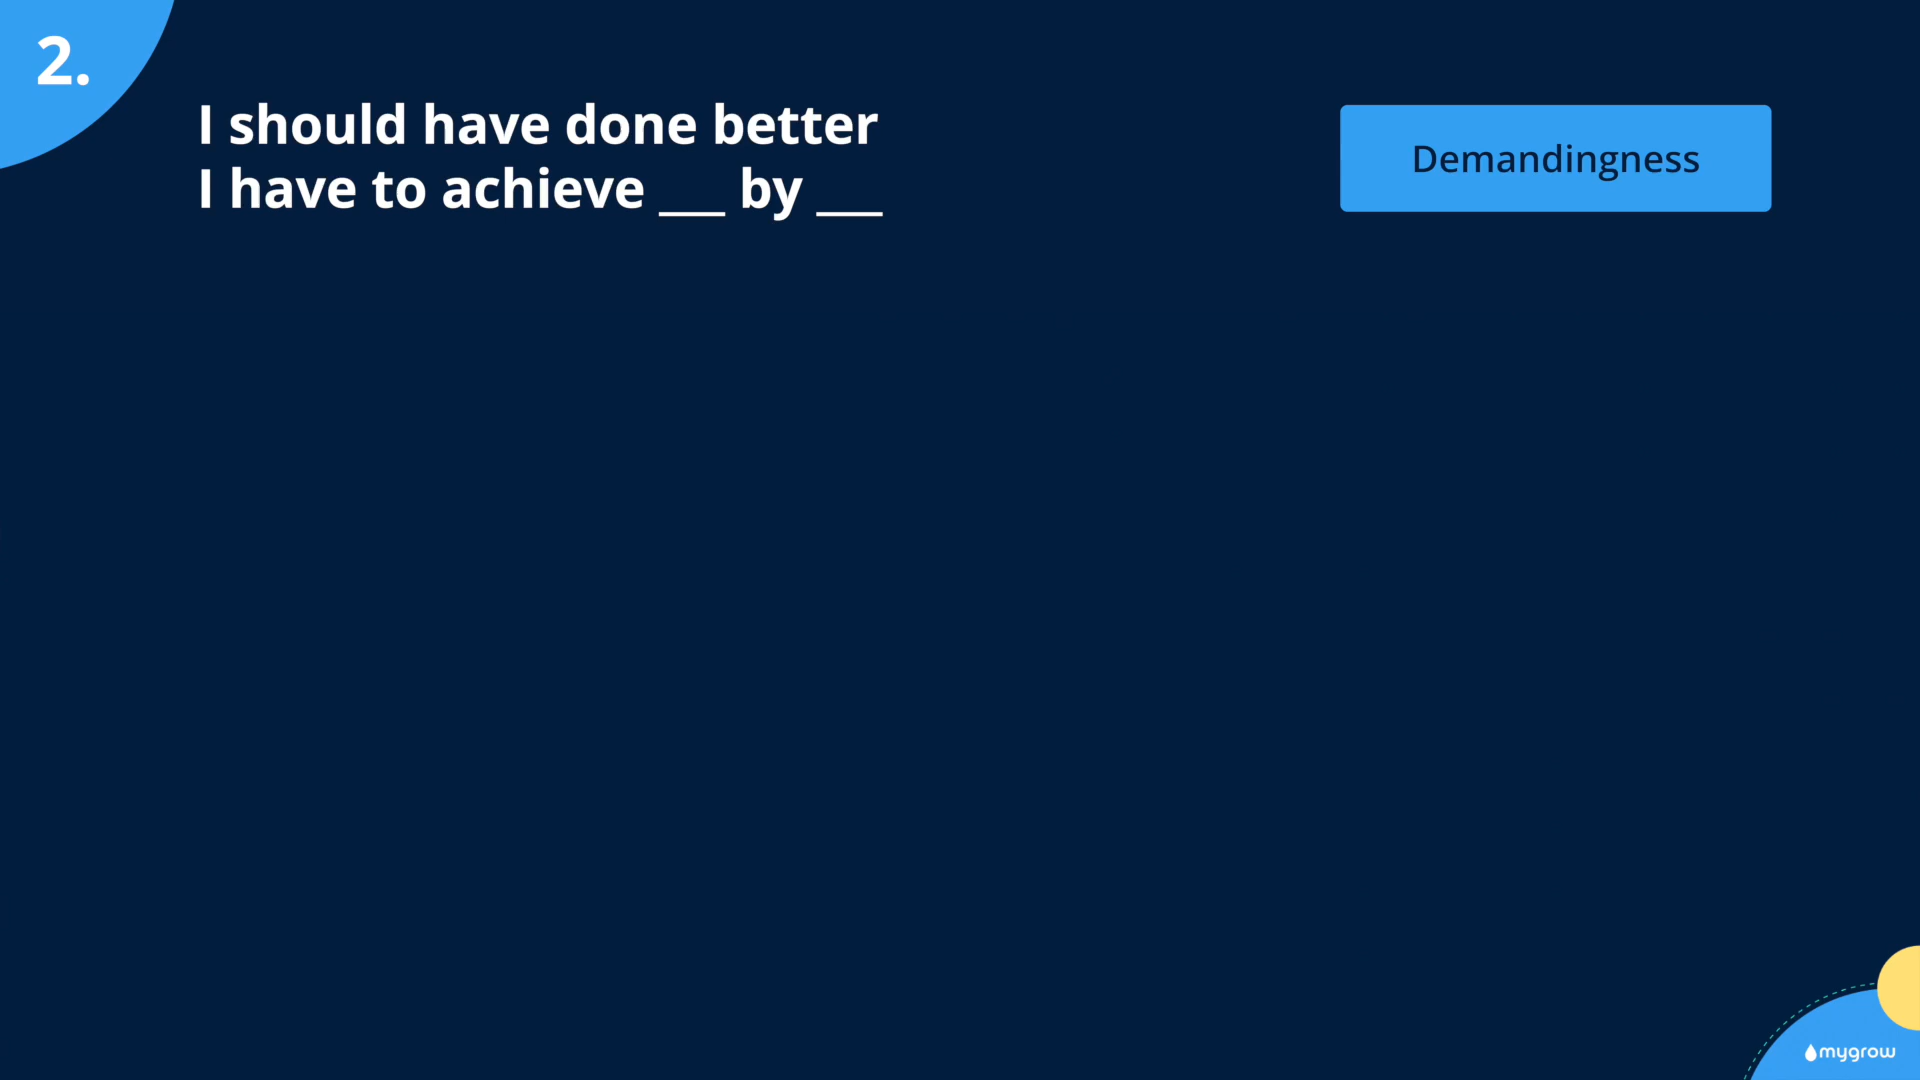 2.
I should have done better
I have to achieve ___ by ___
Demandingness
mygrow